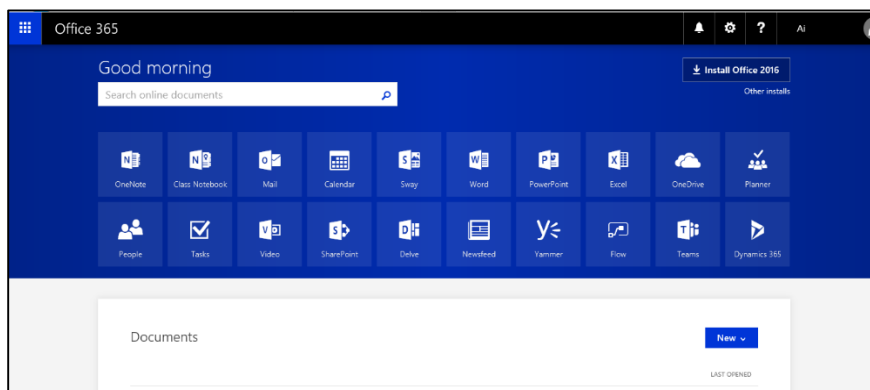 Office 365
?
Ai
Good morning
Install Office 2016
Search online documents
Other installs
OneNote
Class Notebook
Mail
Calendar
Sway
Word
PowerPoint
Excel
OneDrive
Planner
People
Tasks
Video
SharePoint
Delve
Newsfeed
Yammer
Flow
Teams
Dynamics 365
Documents
New
LAST OPENED